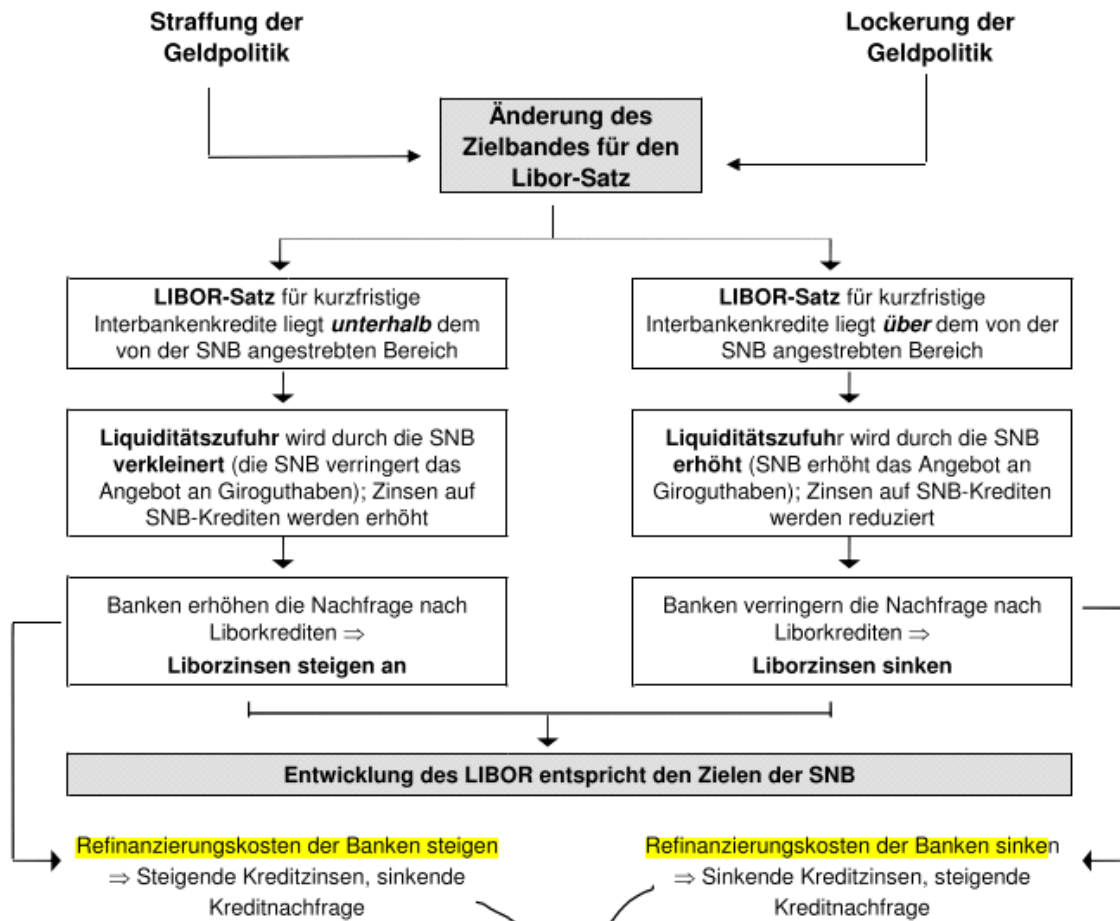 Straffung der
Geldpolitik
Lockerung der
Geldpolitik
Änderung des
Zielbandes für den
Libor-Satz
LIBOR-Satz für kurzfristige
Interbankenkredite liegt unterhalb dem
von der SNB angestrebten Bereich
LIBOR-Satz für kurzfristige
Interbankenkredite liegt über dem von der
SNB angestrebten Bereich
Liquiditätszufuhr wird durch die SNB
verkleinert (die SNB verringert das
Angebot an Giroguthaben); Zinsen auf
SNB-Krediten werden erhöht
Liquiditätszufuhr wird durch die SNB
erhöht (SNB erhöht das Angebot an
Giroguthaben); Zinsen auf SNB-Krediten
werden reduziert
Banken erhöhen die Nachfrage nach
Liborkrediten ⇒
Liborzinsen steigen an
Banken verringern die Nachfrage nach
Liborkrediten ⇒
Liborzinsen sinken
Entwicklung des LIBOR entspricht den Zielen der SNB
Refinanzierungskosten der Banken steigen
⇒ Steigende Kreditzinsen, sinkende
Kreditnachfrage
Refinanzierungskosten der Banken sinken
⇒ Sinkende Kreditzinsen, steigende
Kreditnachfrage